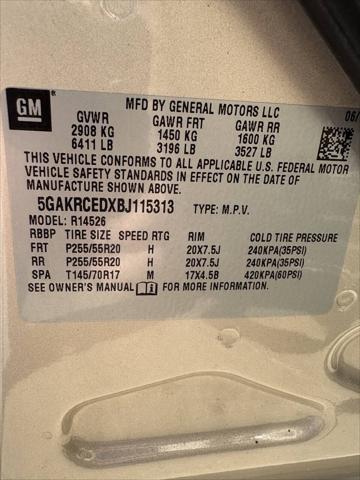 GM
MFD BY GENERAL MOTORS LLC 06/
GVWR GAWR FRT GAWR RR
2908 KG 1450 KG 1600 KG
6411 LB 3196 LB 3527 LB
THIS VEHICLE CONFORMS TO ALL APPLICABLE U.S. FEDERAL MOTOR
VEHICLE SAFETY STANDARDS IN EFFECT ON THE DATE OF
MANUFACTURE SHOWN ABOVE.
5GAKRCEDXBJ115313 TYPE: M.P.V.
MODEL: R14526
RBBP TIRE SIZE SPEED RTG RIM COLD TIRE PRESSURE
FRT P255/55R20 H 20X7.5J 240KPA(35PSI)
RR P255/55R20 H 20X7.5J 240KPA(35PSI)
SPA T145/70R17 M 17X4.5B 420KPA(60PSI)
SEE OWNER'S MANUAL FOR MORE INFORMATION.